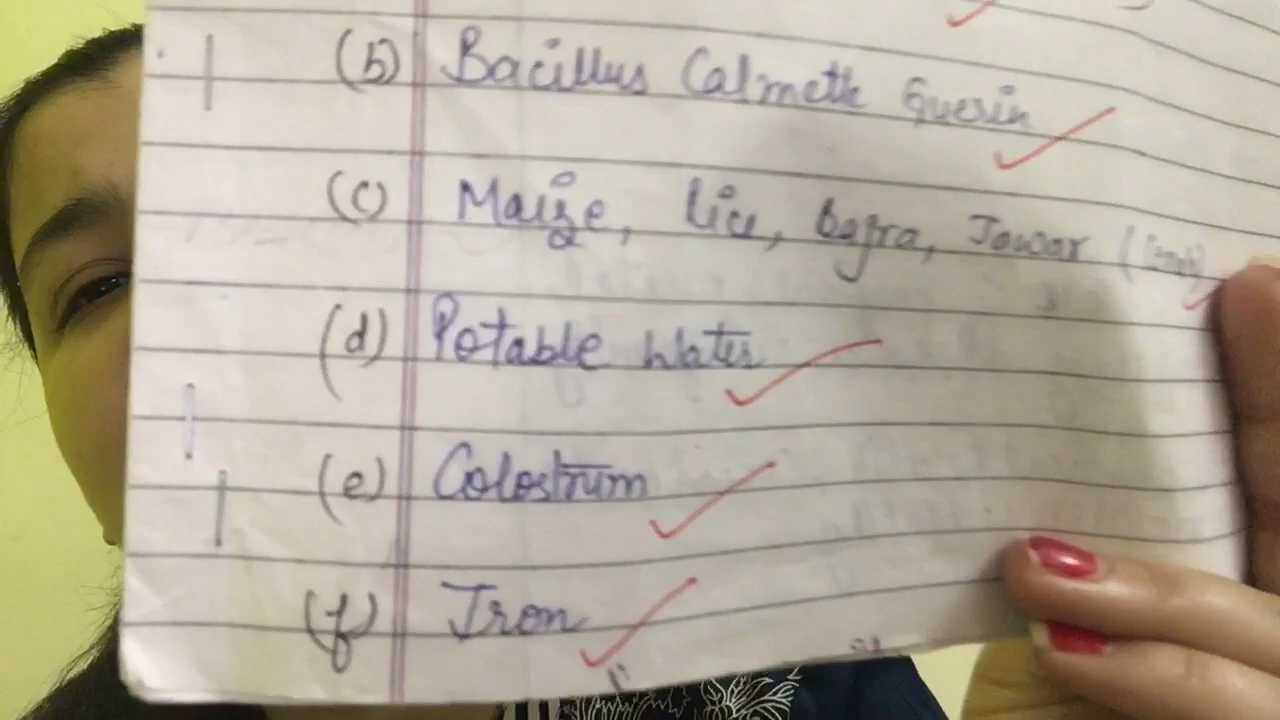 (b) Bacillus Calmette Guerin
(c) Maize, Rice, bajra, Jowar
(d) Potable Water
(e) Colostrum
(f) Iron